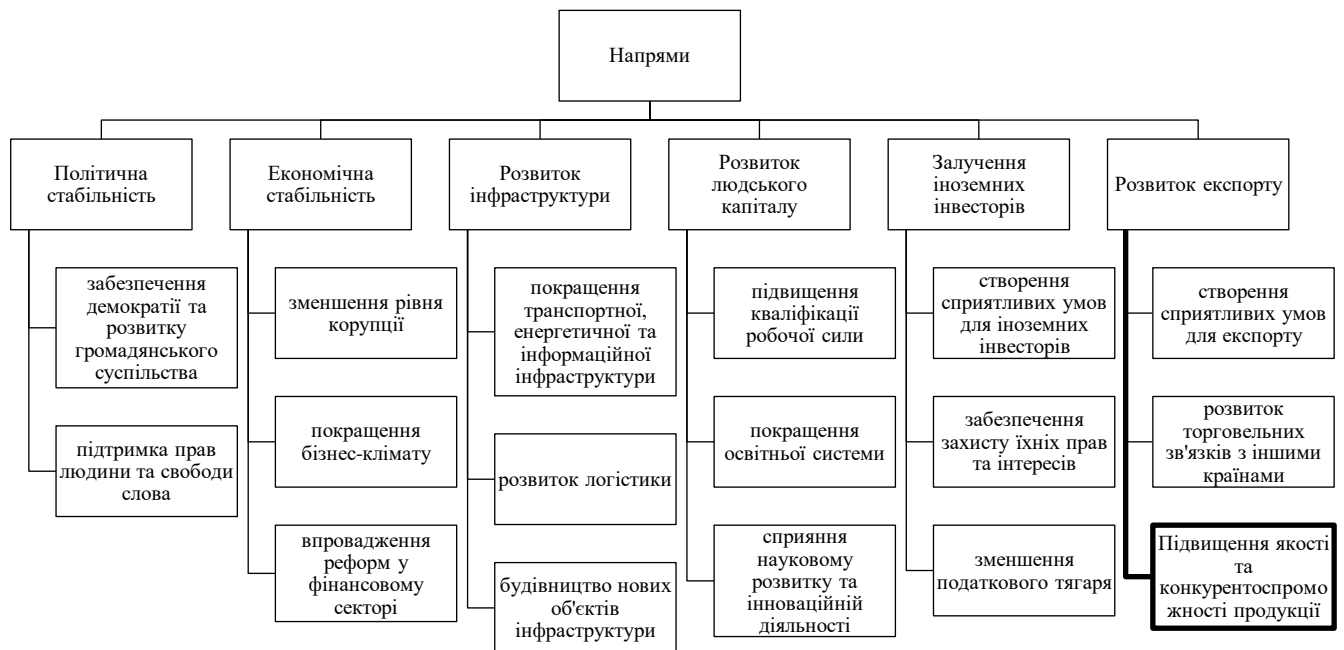 Напрями
Політична
стабільність
забезпечення
демократії та
розвитку
громадянського
суспільства
підтримка прав
людини та свободи
слова
Економічна
стабільність
зменшення рівня
корупції
покращення
бізнес-клімату
впровадження
реформ у
фінансовому
секторі
Розвиток
інфраструктури
покращення
транспортної,
енергетичної та
інформаційної
інфраструктури
розвиток логістики
будівництво нових
об'єктів
інфраструктури
Розвиток
людського
капіталу
підвищення
кваліфікації
робочої сили
покращення
освітньої системи
сприяння
науковому
розвитку та
інноваційній
діяльності
Залучення
іноземних
інвесторів
створення
сприятливих умов
для іноземних
інвесторів
забезпечення
захисту їхніх прав
та інтересів
зменшення
податкового тягаря
Розвиток експорту
створення
сприятливих умов
для експорту
розвиток
торговельних
зв'язків з іншими
країнами
Підвищення якості
та
конкурентоспромо
жності продукції